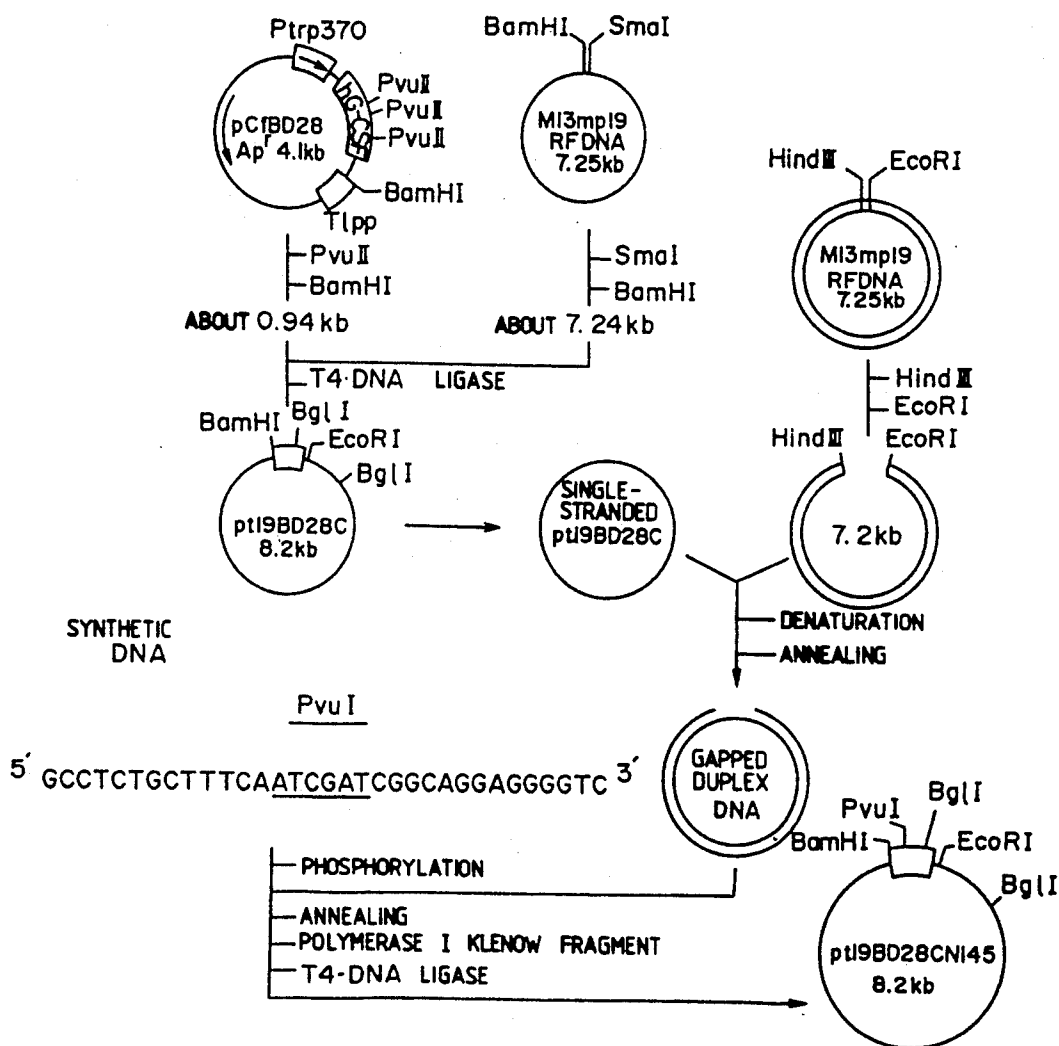 Ptrp370
hG-CSF
PvuⅡ
PvuⅡ
PvuⅡ
pCfBD28
Apʳ 4.1kb
BamHI
Tlpp
PvuⅡ
BamHI
ABOUT 0.94kb
BamHI
SmaI
M13mp19
RFDNA
7.25kb
SmaI
BamHI
ABOUT 7.24kb
T4·DNA LIGASE
HindⅢ
EcoRI
M13mp19
RFDNA
7.25kb
HindⅢ
EcoRI
HindⅢ
EcoRI
7.2kb
BamHI
BglI
EcoRI
BglI
pt19BD28C
8.2kb
SINGLE-
STRANDED
pt19BD28C
DENATURATION
ANNEALING
SYNTHETIC
DNA
PvuI
5′ GCCTCTGCTTTCAATCGATCGGCAGGAGGGGTC 3′
GAPPED
DUPLEX
DNA
PHOSPHORYLATION
ANNEALING
POLYMERASE I KLENOW FRAGMENT
T4-DNA LIGASE
BamHI
PvuI
BglI
EcoRI
BglI
pt19BD28CN145
8.2kb